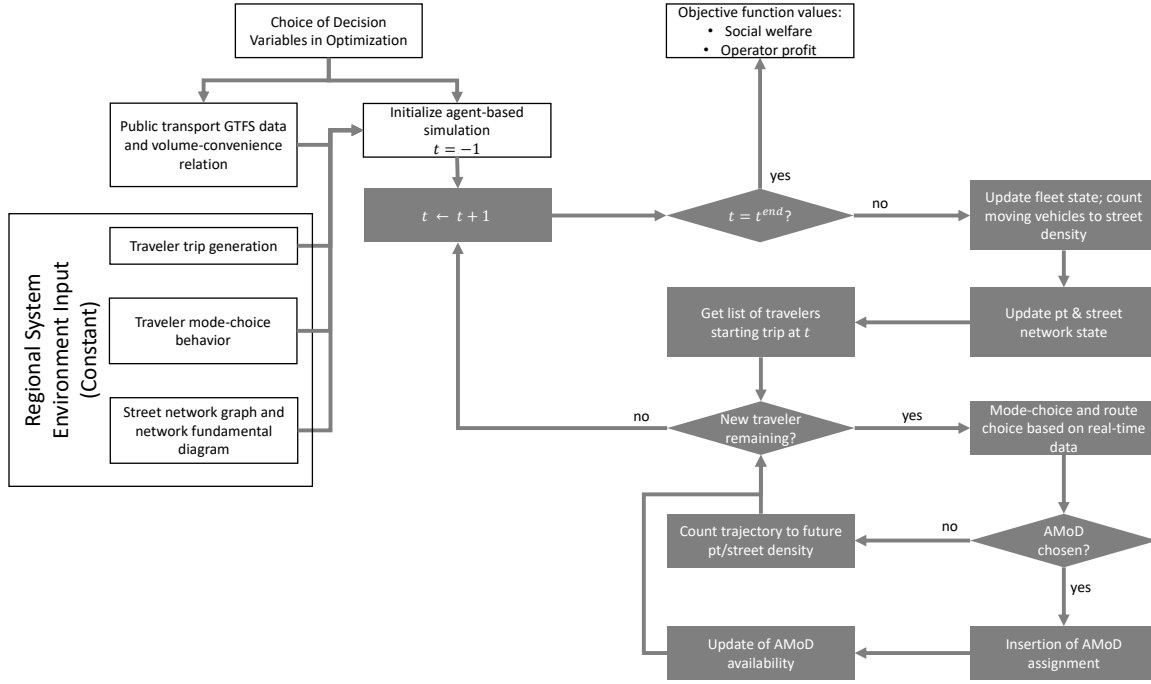 Choice of Decision
Variables in Optimization
Objective function values:
• Social welfare
• Operator profit
Public transport GTFS data
and volume-convenience
relation
Initialize agent-based
simulation
t = −1
yes
t ← t + 1
t = t^end?
no
Update fleet state; count
moving vehicles to street
density
Regional System
Environment Input
(Constant)
Traveler trip generation
Traveler mode-choice
behavior
Street network graph and
network fundamental
diagram
Get list of travelers
starting trip at t
Update pt & street
network state
no
New traveler
remaining?
yes
Mode-choice and route
choice based on real-time
data
Count trajectory to future
pt/street density
no
AMoD
chosen?
yes
Update of AMoD
availability
Insertion of AMoD
assignment